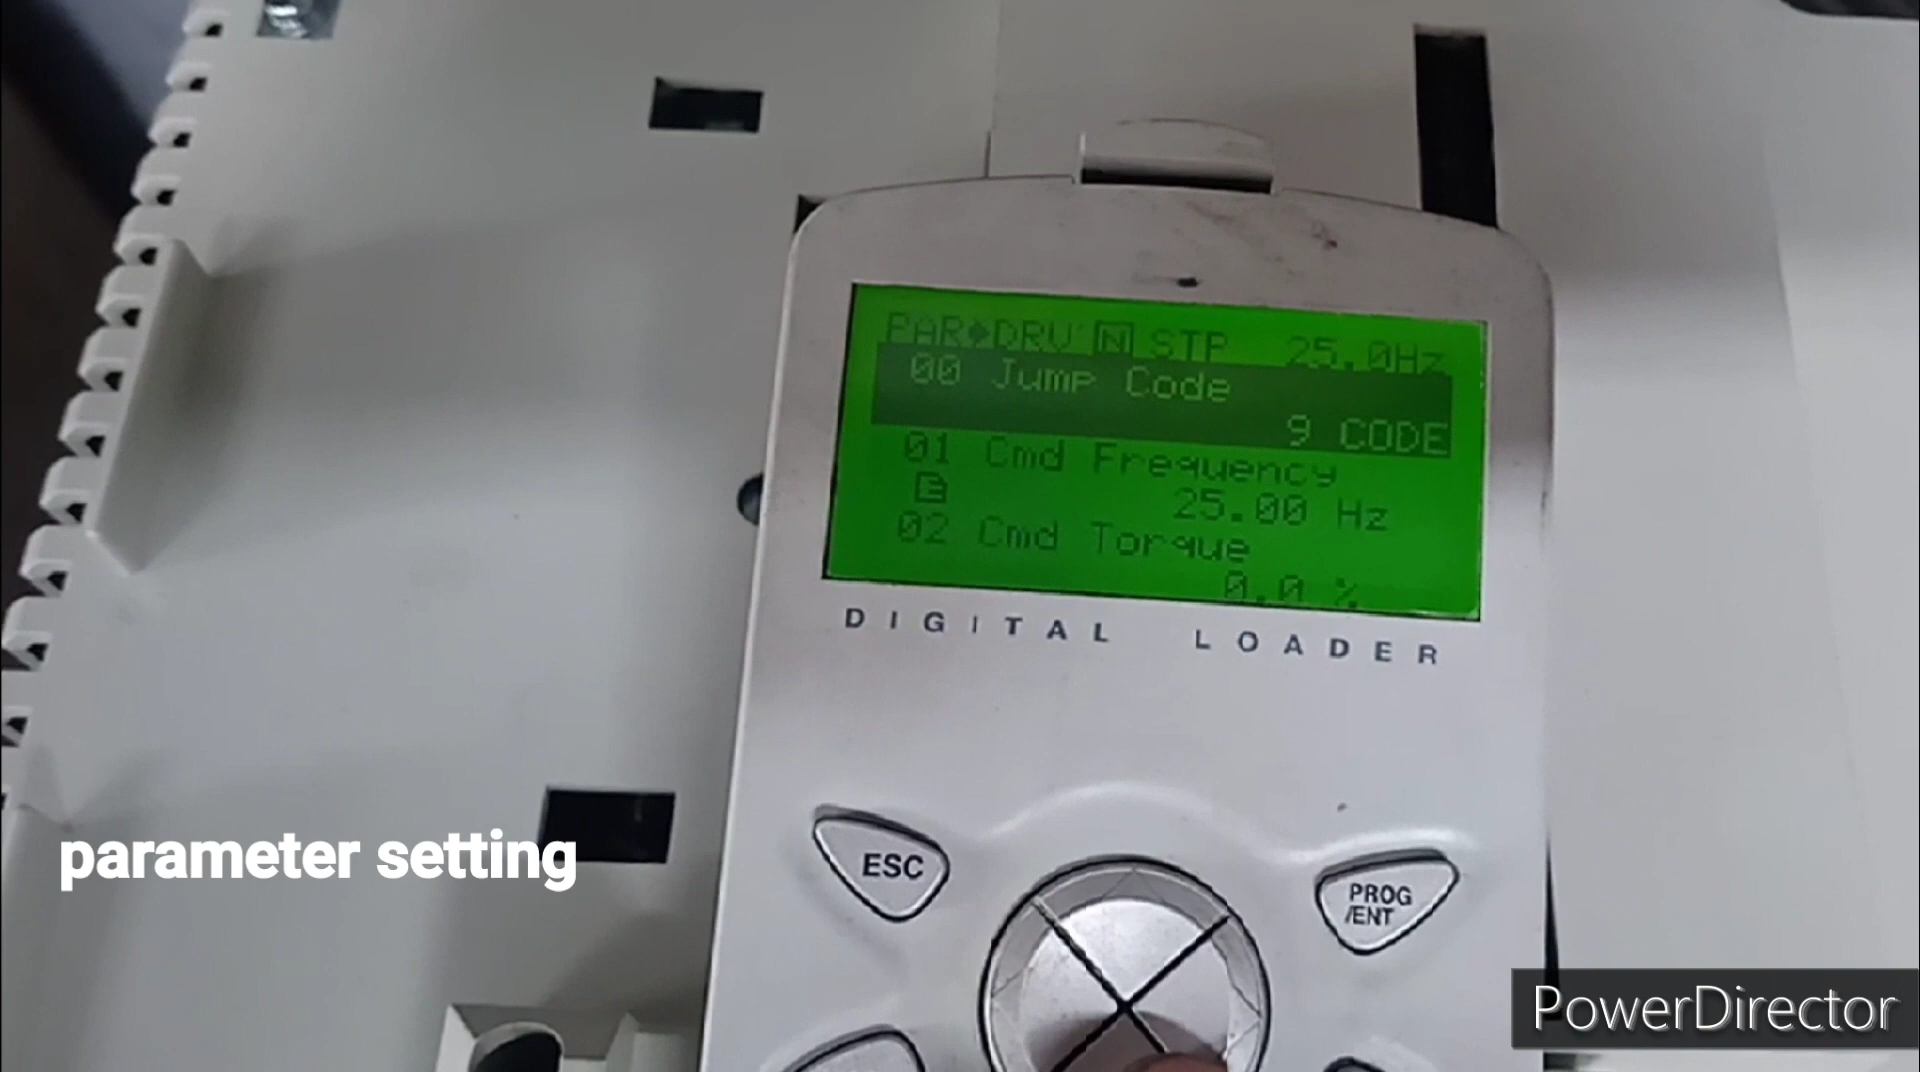 PAR DRV N STP 25.0Hz
00 Jump Code
9 CODE
01 Cmd Frequency
25.00 Hz
02 Cmd Torque
0.0 %
DIGITAL LOADER
parameter setting
ESC
PROG
/ENT
PowerDirector